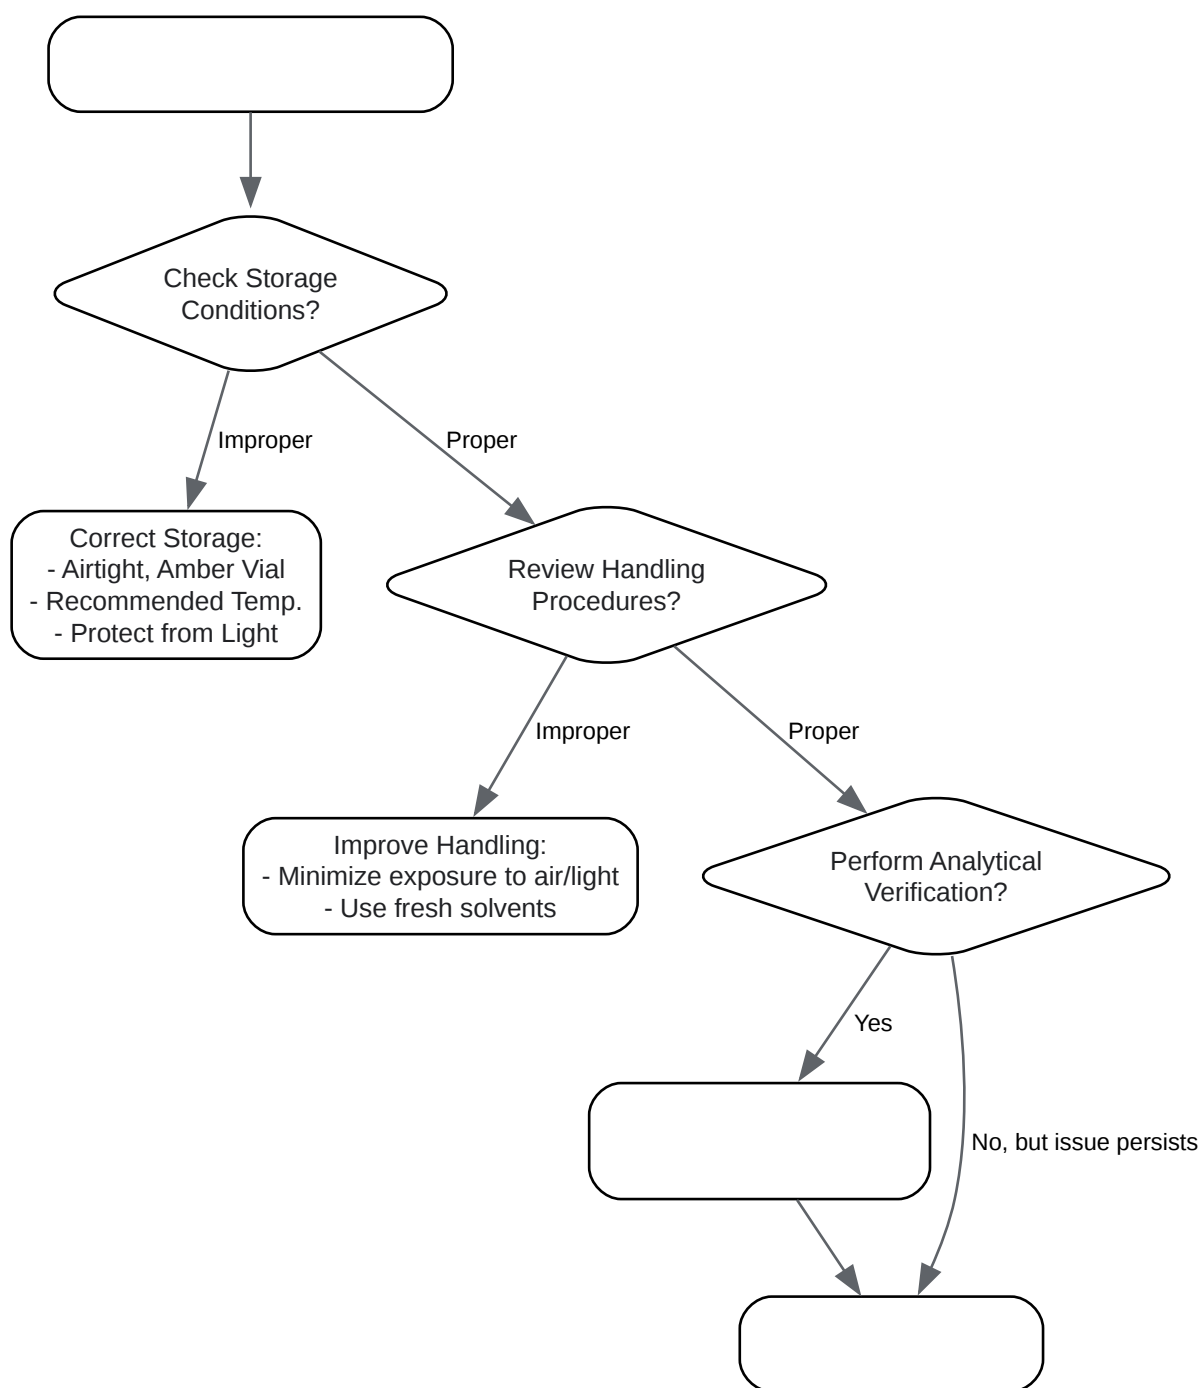 Check Storage
Conditions?
Improper
Proper
Correct Storage:
- Airtight, Amber Vial
- Recommended Temp.
- Protect from Light
Review Handling
Procedures?
Improper
Proper
Improve Handling:
- Minimize exposure to air/light
- Use fresh solvents
Perform Analytical
Verification?
Yes
No, but issue persists